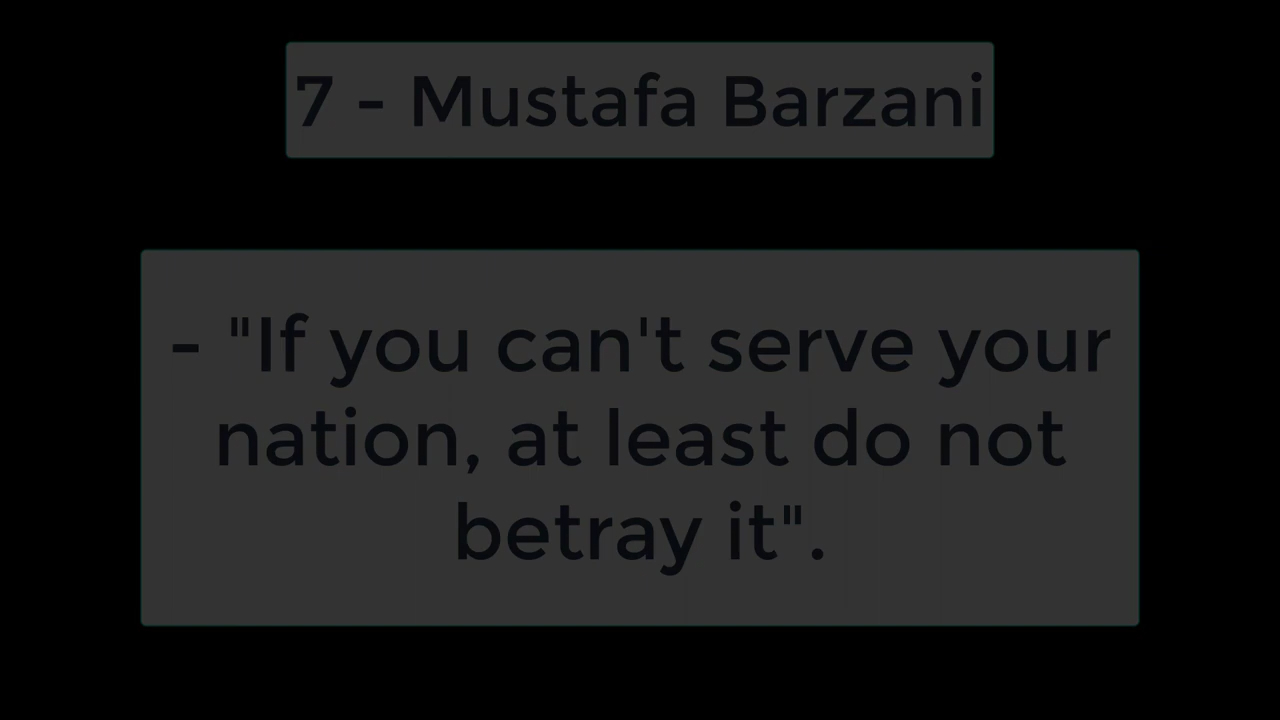 7 - Mustafa Barzani
- "If you can't serve your
nation, at least do not
betray it".